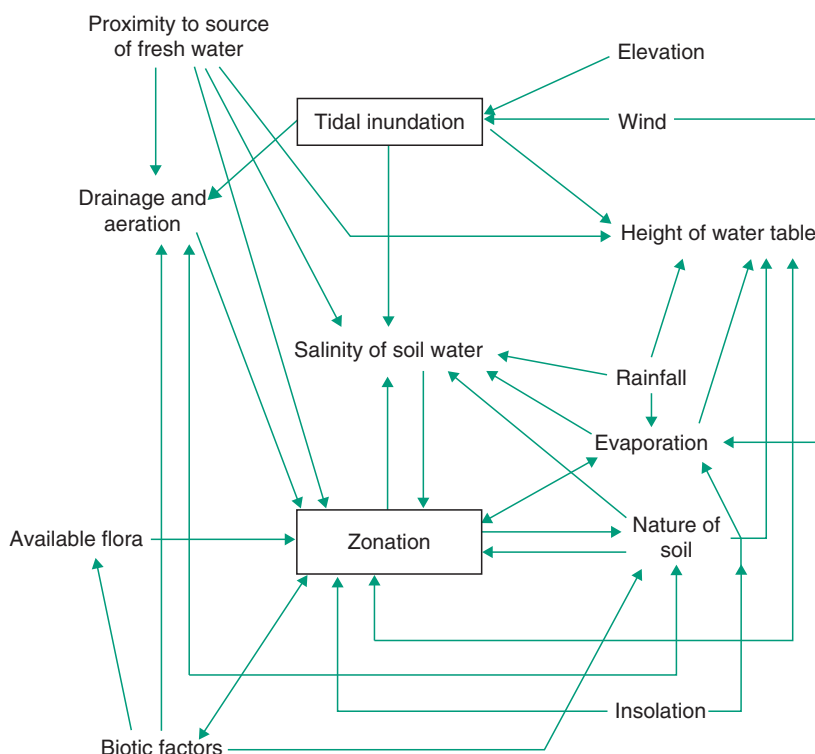 Proximity to source
of fresh water
Elevation
Tidal inundation
Wind
Drainage and
aeration
Height of water table
Salinity of soil water
Rainfall
Evaporation
Available flora
Zonation
Nature of
soil
Insolation
Biotic factors